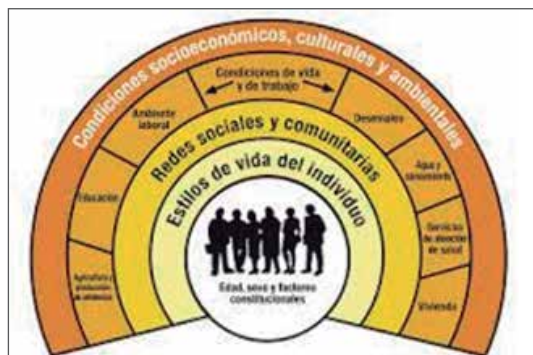 Condiciones socioeconómicos, culturales y ambientales
Condiciones de vida
y de trabajo
Ambiente
laboral
Desempleo
Educación
Agua y
saneamiento
Servicios
de atención
de salud
Agricultura y
producción
de alimentos
Vivienda
Redes sociales y comunitarias
Estilos de vida del individuo
Edad, sexo y factores
constitucionales